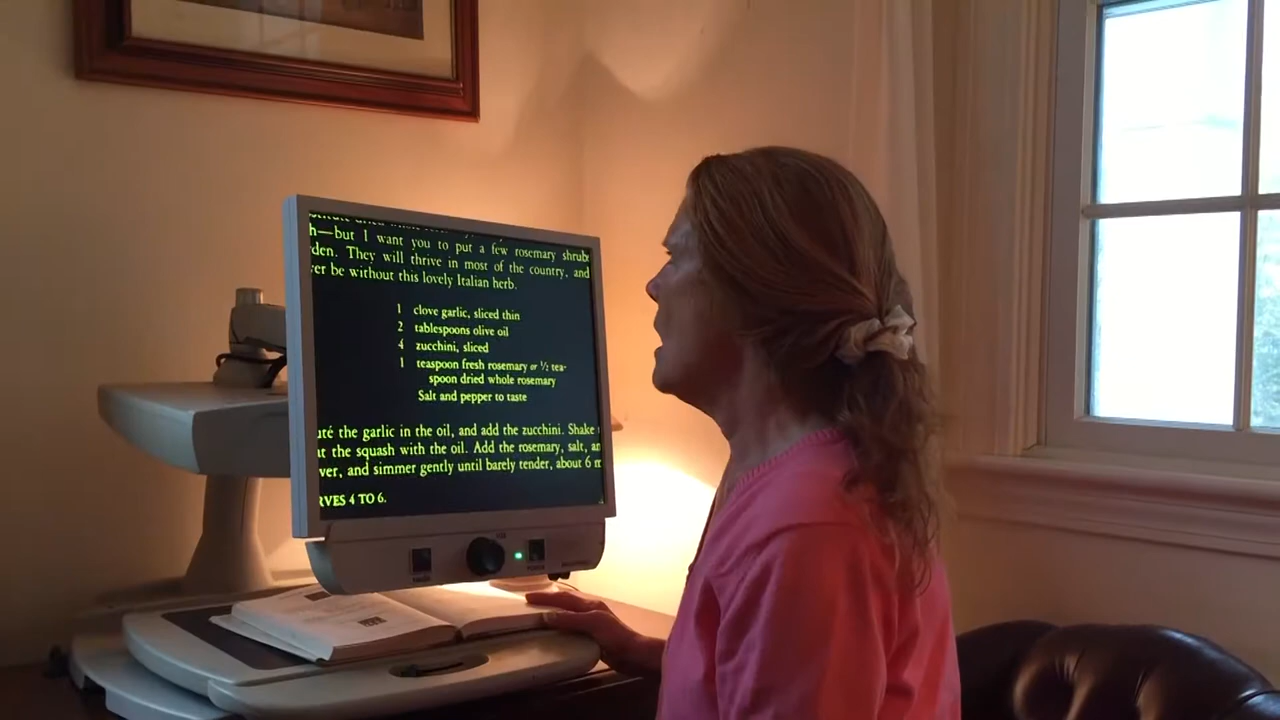 h—but I want you to put a few rosemary shrub
den. They will thrive in most of the country, and
er be without this lovely Italian herb.
1 clove garlic, sliced thin
2 tablespoons olive oil
4 zucchini, sliced
1 teaspoon fresh rosemary or ½ tea-
spoon dried whole rosemary
Salt and pepper to taste
uté the garlic in the oil, and add the zucchini. Shake
at the squash with the oil. Add the rosemary, salt, an
ver, and simmer gently until barely tender, about 6 m
RVES 4 TO 6.